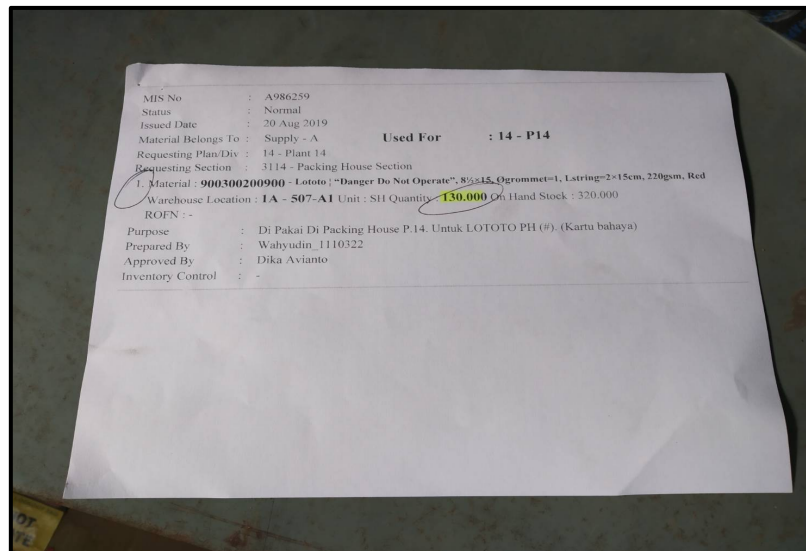 MIS No : A986259
Status : Normal
Issued Date : 20 Aug 2019
Material Belongs To : Supply - A Used For : 14 - P14
Requesting Plan/Div : 14 - Plant 14
Requesting Section : 3114 - Packing House Section
1. Material : 900300200900 - Lototo | “Danger Do Not Operate”, 8½×15, Øgrommet=1, Lstring=2×15cm, 220gsm, Red
Warehouse Location : 1A - 507-A1 Unit : SH Quantity : 130.000 On Hand Stock : 320.000
ROFN : -
Purpose : Di Pakai Di Packing House P.14. Untuk LOTOTO PH (#). (Kartu bahaya)
Prepared By : Wahyudin_1110322
Approved By : Dika Avianto
Inventory Control : -